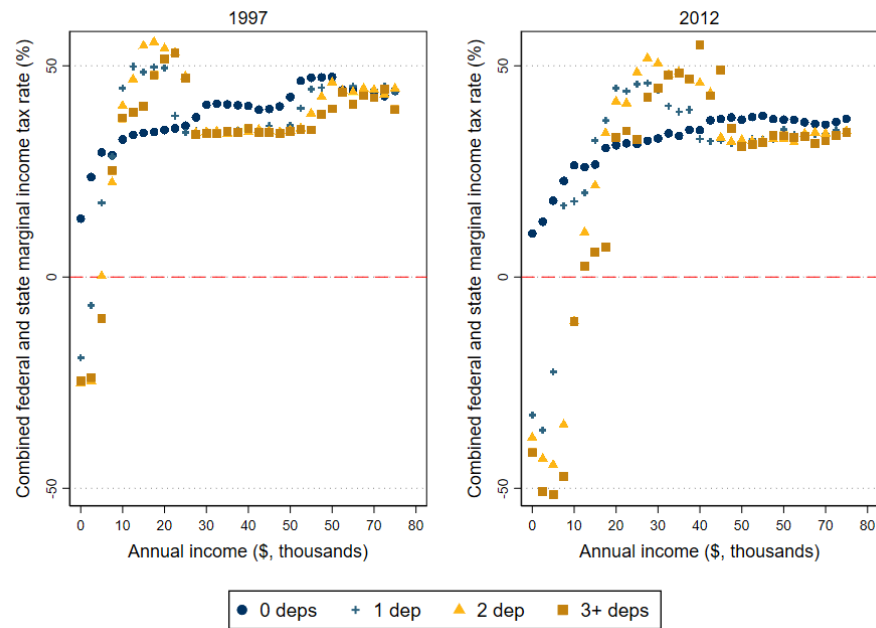 1997
Combined federal and state marginal income tax rate (%)
50
0
-50
0 10 20 30 40 50 60 70 80
Annual income ($, thousands)
2012
Combined federal and state marginal income tax rate (%)
50
0
-50
0 10 20 30 40 50 60 70 80
Annual income ($, thousands)
0 deps 1 dep 2 dep 3+ deps